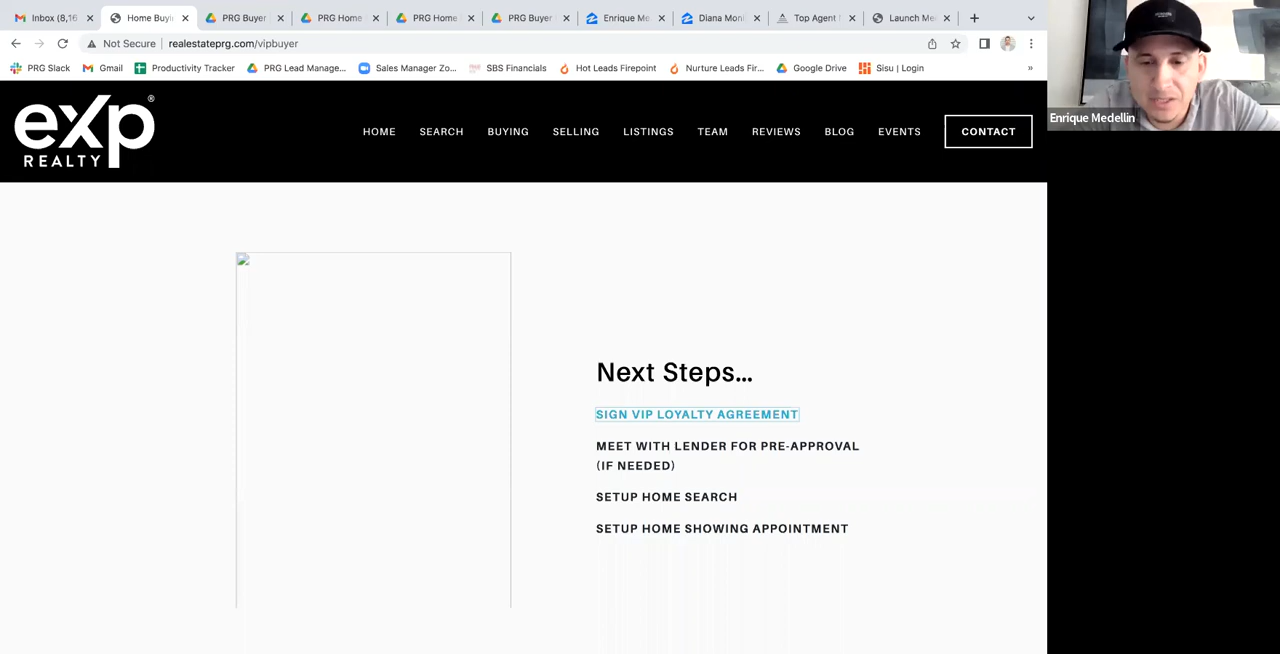 Inbox (8,16
Home Buyi
PRG Buyer
PRG Home
PRG Home
PRG Buyer
Enrique Me
Diana Moni
Top Agent
Launch Me
Not Secure
realestateprg.com/vipbuyer
PRG Slack
Gmail
Productivity Tracker
PRG Lead Manage...
Sales Manager Zo...
SBS Financials
Hot Leads Firepoint
Nurture Leads Fir...
Google Drive
Sisu | Login
»
exp®
REALTY
HOME
SEARCH
BUYING
SELLING
LISTINGS
TEAM
REVIEWS
BLOG
EVENTS
CONTACT
Enrique Medellin
Next Steps...
SIGN VIP LOYALTY AGREEMENT
MEET WITH LENDER FOR PRE-APPROVAL
(IF NEEDED)
SETUP HOME SEARCH
SETUP HOME SHOWING APPOINTMENT